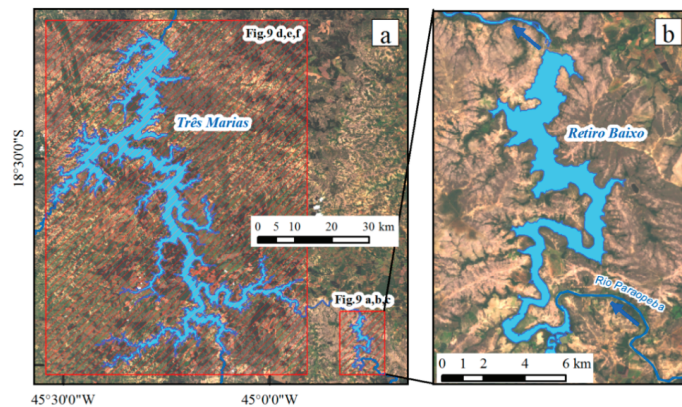 a
Fig.9 d,e,f
Três Marias
18°30'0"S
0 5 10 20 30 km
Fig.9 a,b,c
45°30'0"W
45°0'0"W
b
Retiro Baixo
Rio Paraopeba
0 1 2 4 6 km